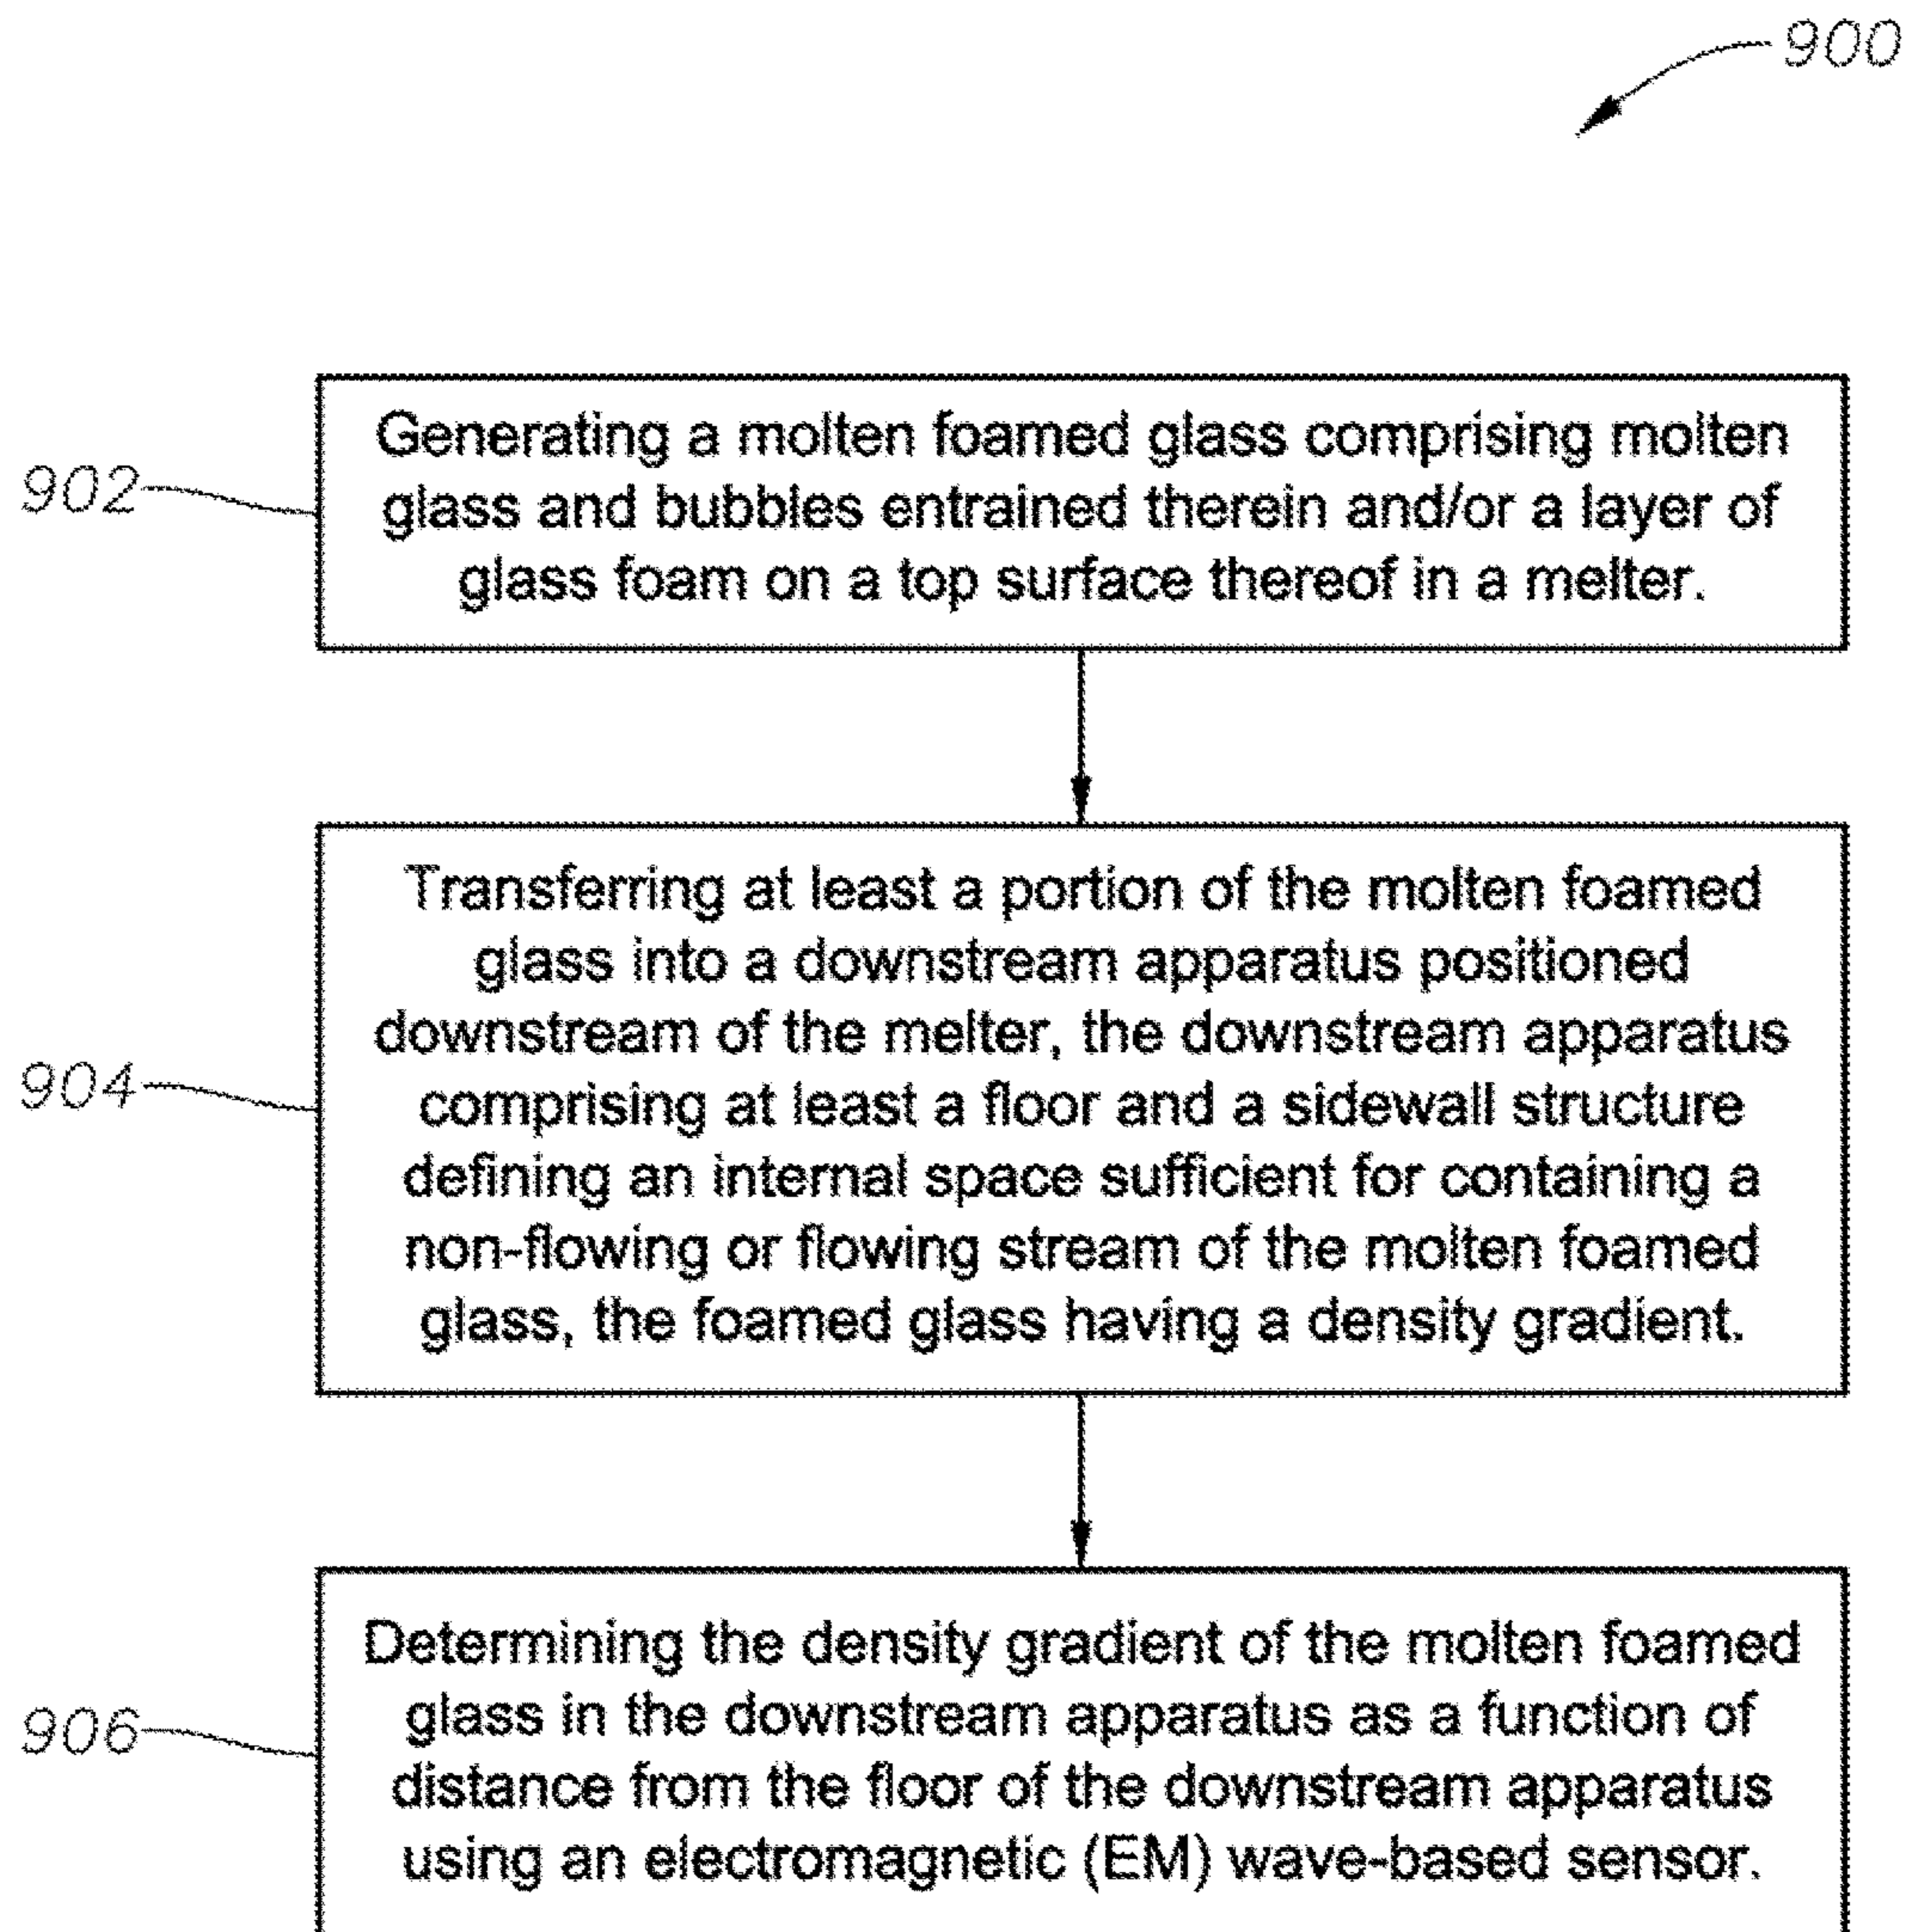 900
902
Generating a molten foamed glass comprising molten
glass and bubbles entrained therein and/or a layer of
glass foam on a top surface thereof in a melter.
904
Transferring at least a portion of the molten foamed
glass into a downstream apparatus positioned
downstream of the melter, the downstream apparatus
comprising at least a floor and a sidewall structure
defining an internal space sufficient for containing a
non-flowing or flowing stream of the molten foamed
glass, the foamed glass having a density gradient.
906
Determining the density gradient of the molten foamed
glass in the downstream apparatus as a function of
distance from the floor of the downstream apparatus
using an electromagnetic (EM) wave-based sensor.